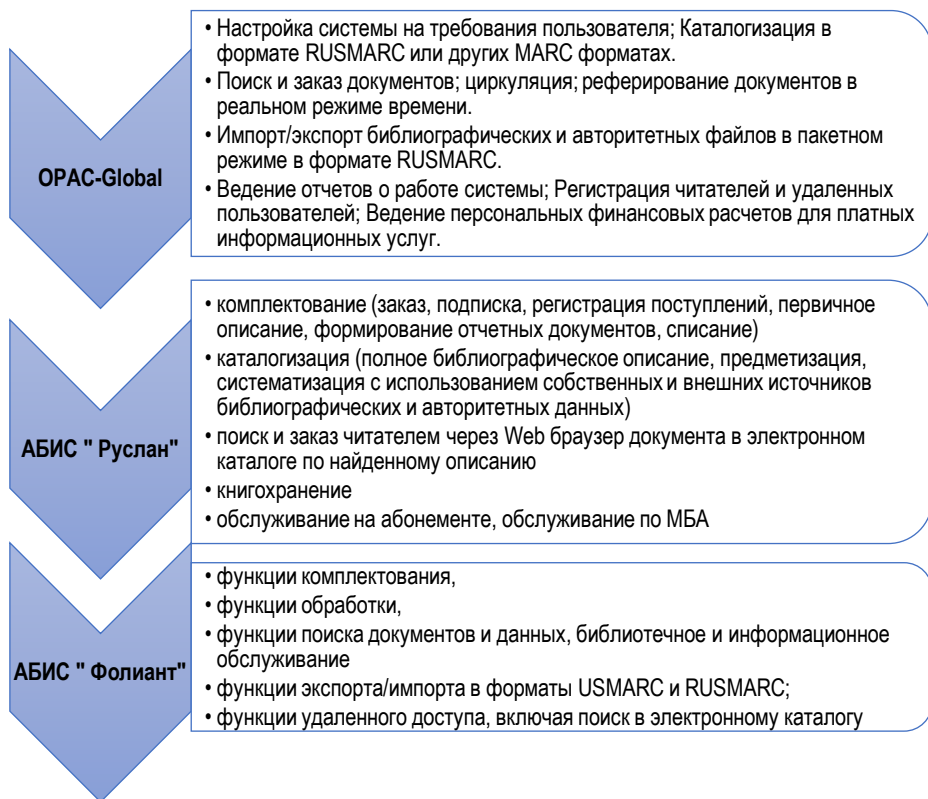 • Настройка системы на требования пользователя; Каталогизация в
формате RUSMARC или других MARC форматах.
• Поиск и заказ документов; циркуляция; реферирование документов в
реальном режиме времени.
• Импорт/экспорт библиографических и авторитетных файлов в пакетном
режиме в формате RUSMARC.
• Ведение отчетов о работе системы; Регистрация читателей и удаленных
пользователей; Ведение персональных финансовых расчетов для платных
информационных услуг.
OPAC-Global
• комплектование (заказ, подписка, регистрация поступлений, первичное
описание, формирование отчетных документов, списание)
• каталогизация (полное библиографическое описание, предметизация,
систематизация с использованием собственных и внешних источников
библиографических и авторитетных данных)
• поиск и заказ читателем через Web браузер документа в электронном
каталоге по найденному описанию
• книгохранение
• обслуживание на абонементе, обслуживание по МБА
АБИС " Руслан"
• функции комплектования,
• функции обработки,
• функции поиска документов и данных, библиотечное и информационное
обслуживание
• функции экспорта/импорта в форматы USMARC и RUSMARC;
• функции удаленного доступа, включая поиск в электронному каталогу
АБИС " Фолиант"